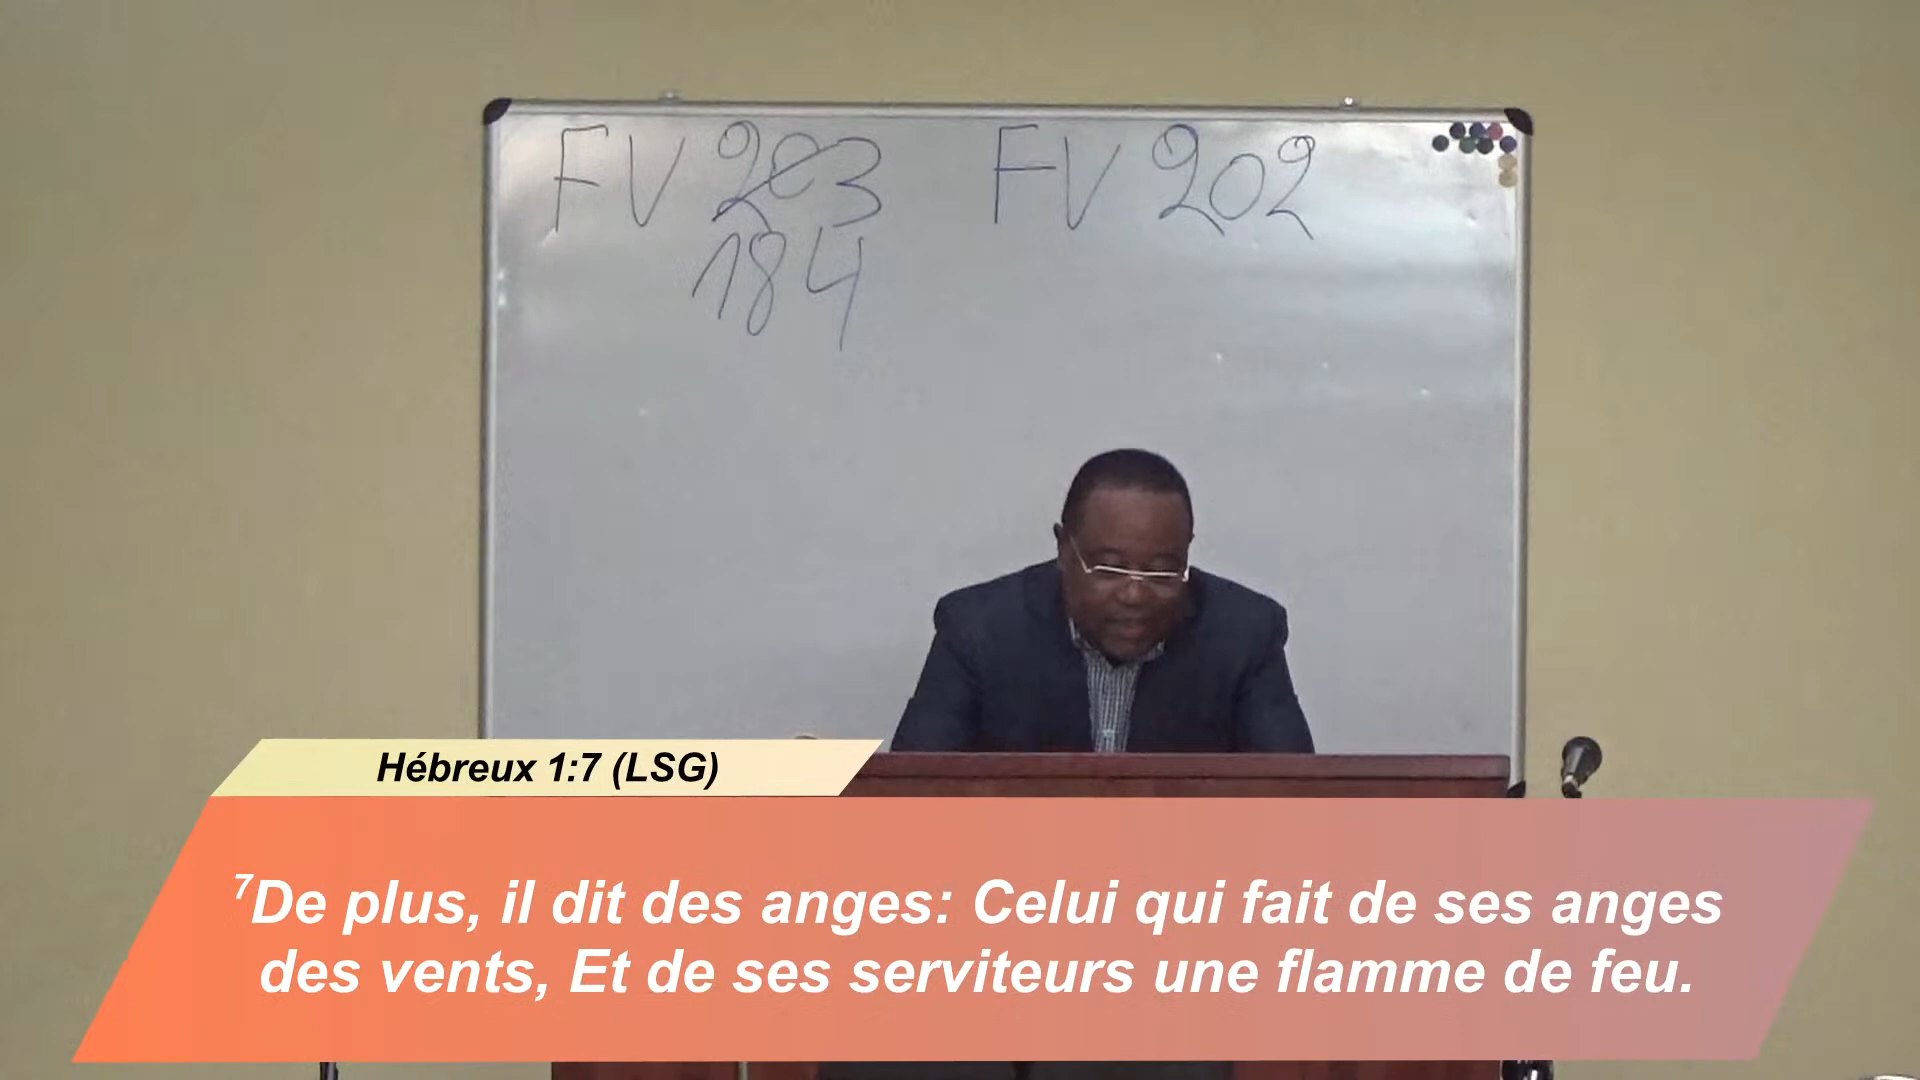 FV 203 FV 202
184
Hébreux 1:7 (LSG)
7De plus, il dit des anges: Celui qui fait de ses anges
des vents, Et de ses serviteurs une flamme de feu.